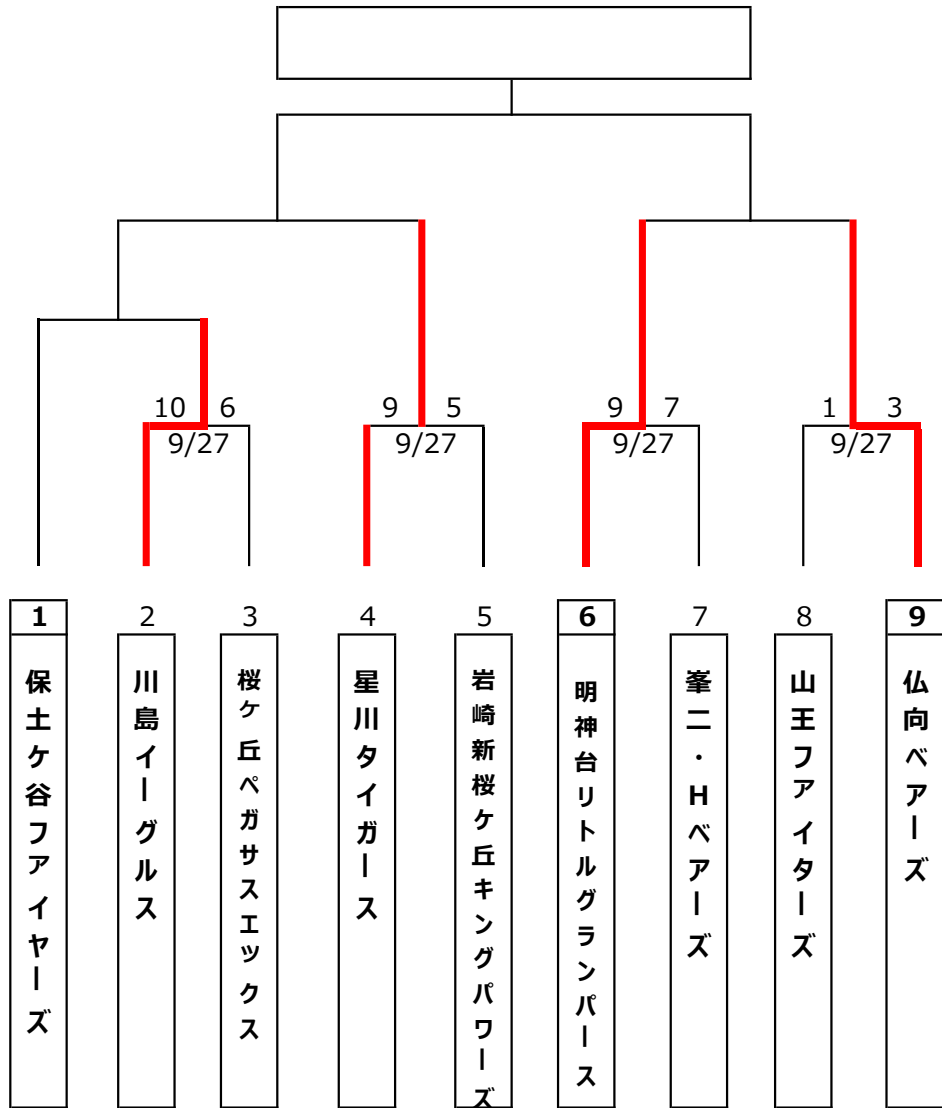 10 6
9 5
9 7
1 3
9/27
9/27
9/27
9/27
1
2
3
4
5
6
7
8
9
保土ケ谷ファイヤーズ
川島イーグルス
桜ケ丘ペガサスエックス
星川タイガース
岩崎新桜ケ丘キングパワーズ
明神台リトルグランパース
峯二・Hベアーズ
山王ファイターズ
仏向ベアーズ